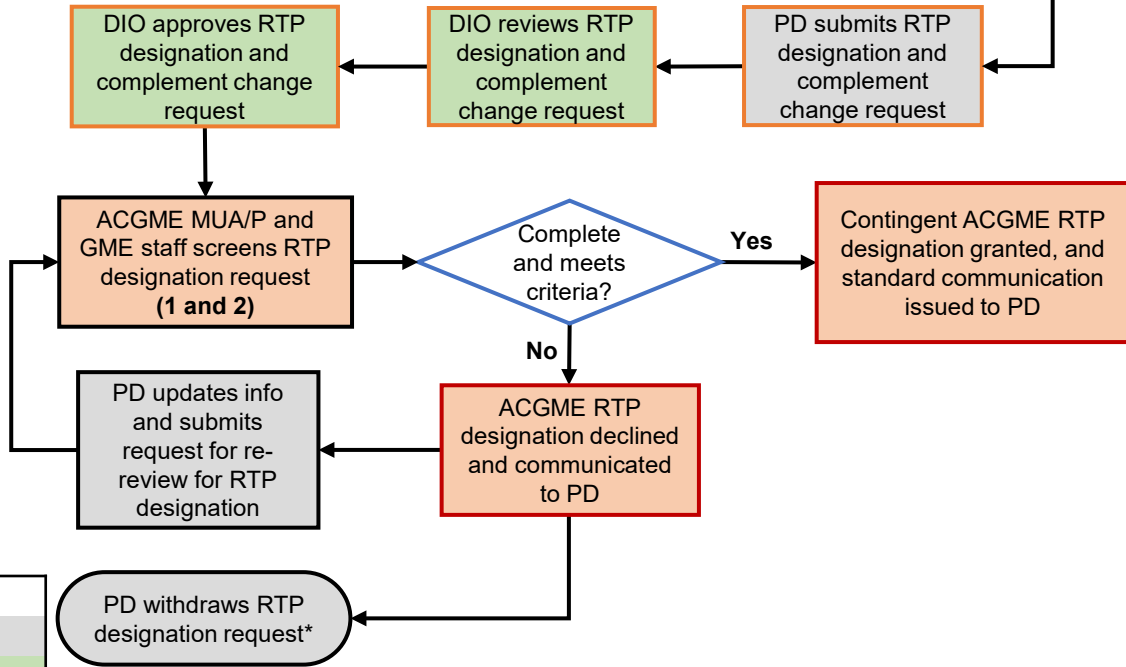 DIO approves RTP
designation and
complement change
request
DIO reviews RTP
designation and
complement
change request
PD submits RTP
designation and
complement
change request
ACGME MUA/P and
GME staff screens RTP
designation request
(1 and 2)
Complete
and meets
criteria?
Yes
Contingent ACGME RTP
designation granted, and
standard communication
issued to PD
No
PD updates info
and submits
request for re-
review for RTP
designation
ACGME RTP
designation declined
and communicated
to PD
PD withdraws RTP
designation request*